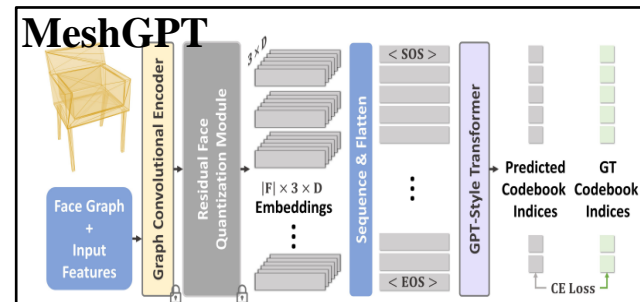 MeshGPT
Face Graph
+
Input
Features
Graph Convolutional Encoder
Residual Face
Quantization Module
3 × D
|F| × 3 × D
Embeddings
Sequence & Flatten
< SOS >
< EOS >
GPT-Style Transformer
Predicted
Codebook
Indices
GT
Codebook
Indices
CE Loss